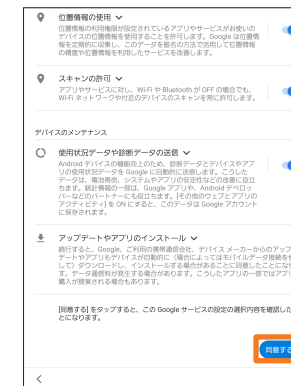 位置情報の使用
位置情報の利用権限が設定されているアプリやサービスがお使いの
デバイスの位置情報を使用することを許可します。Google は位置情
報を定期的に収集し、このデータを匿名の方法で活用して位置情報
の精度や位置情報を利用したサービスを改善します。
スキャンの許可
アプリやサービスに対し、Wi-Fi や Bluetooth が OFF の場合でも、
Wi-Fi ネットワークや付近のデバイスのスキャンを常に許可します。
デバイスのメンテナンス
使用状況データや診断データの送信
Android デバイスの機能向上のため、診断データとデバイスやアプ
リの使用状況データを Google に自動的に送信します。こうした
データは、電池寿命、システムやアプリの安定性などの改善に役立
ちます。統計情報の一部は、Google アプリや、Android デベロッ
パーなどのパートナーにも役立ちます。[その他のウェブとアプリの
アクティビティ] を ON にすると、このデータは Google アカウント
に保存されます。
アップデートやアプリのインストール
続行すると、Google、ご利用の携帯通信会社、デバイス メーカーからのアップ
デートやアプリもデバイスが自動的に（場合によってはモバイルデータ接続を使
して）ダウンロードし、インストールする場合があることに同意したことになり
す。データ通信料が発生する場合があります。こうしたアプリの一部ではアプリ
購入が提案される場合もあります。
[同意する] をタップすると、この Google サービスの設定の選択内容を確認した
とになります。
同意する